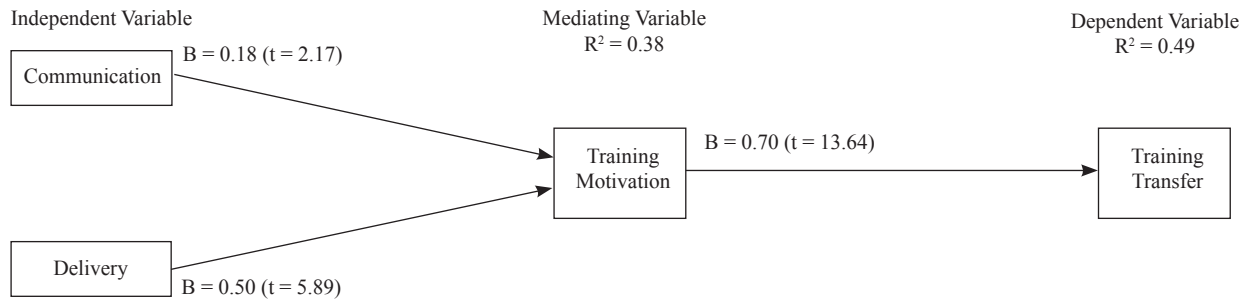 Independent Variable
Mediating Variable
R² = 0.38
Dependent Variable
R² = 0.49
B = 0.18 (t = 2.17)
Communication
Training
Motivation
B = 0.70 (t = 13.64)
Training
Transfer
Delivery
B = 0.50 (t = 5.89)